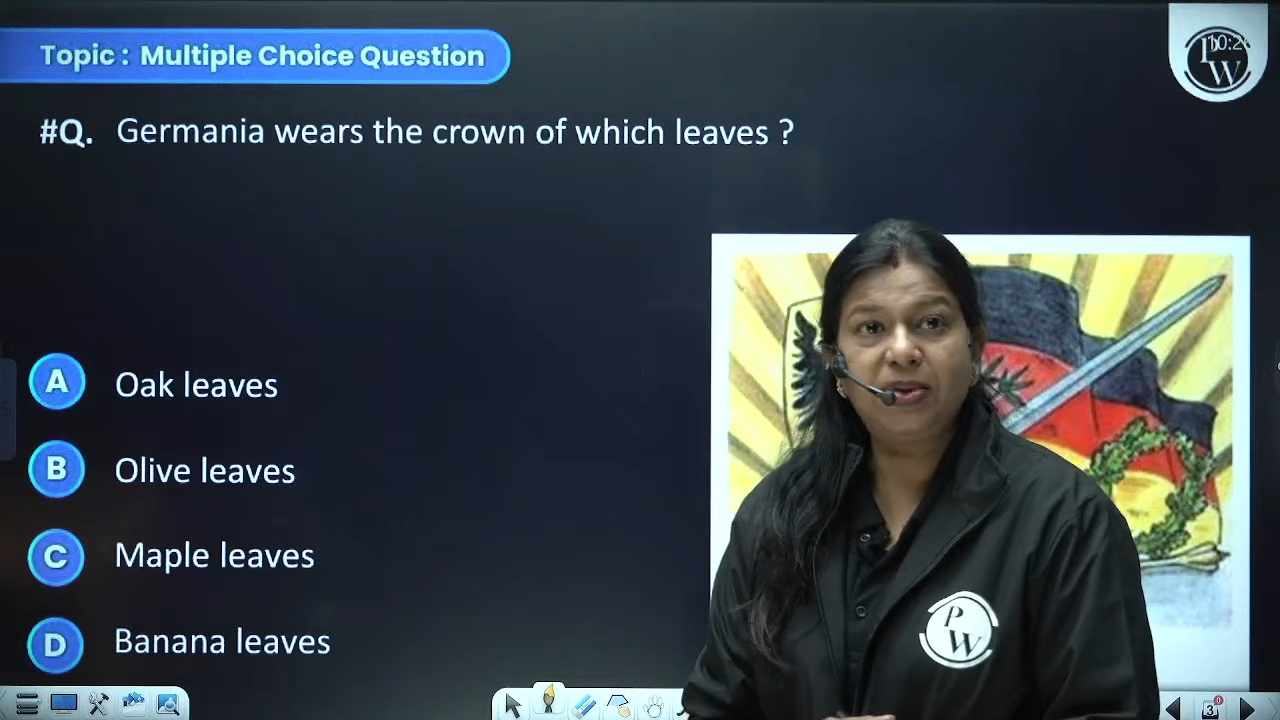 Topic : Multiple Choice Question
#Q. Germania wears the crown of which leaves ?
A Oak leaves
B Olive leaves
C Maple leaves
D Banana leaves
P
W
3